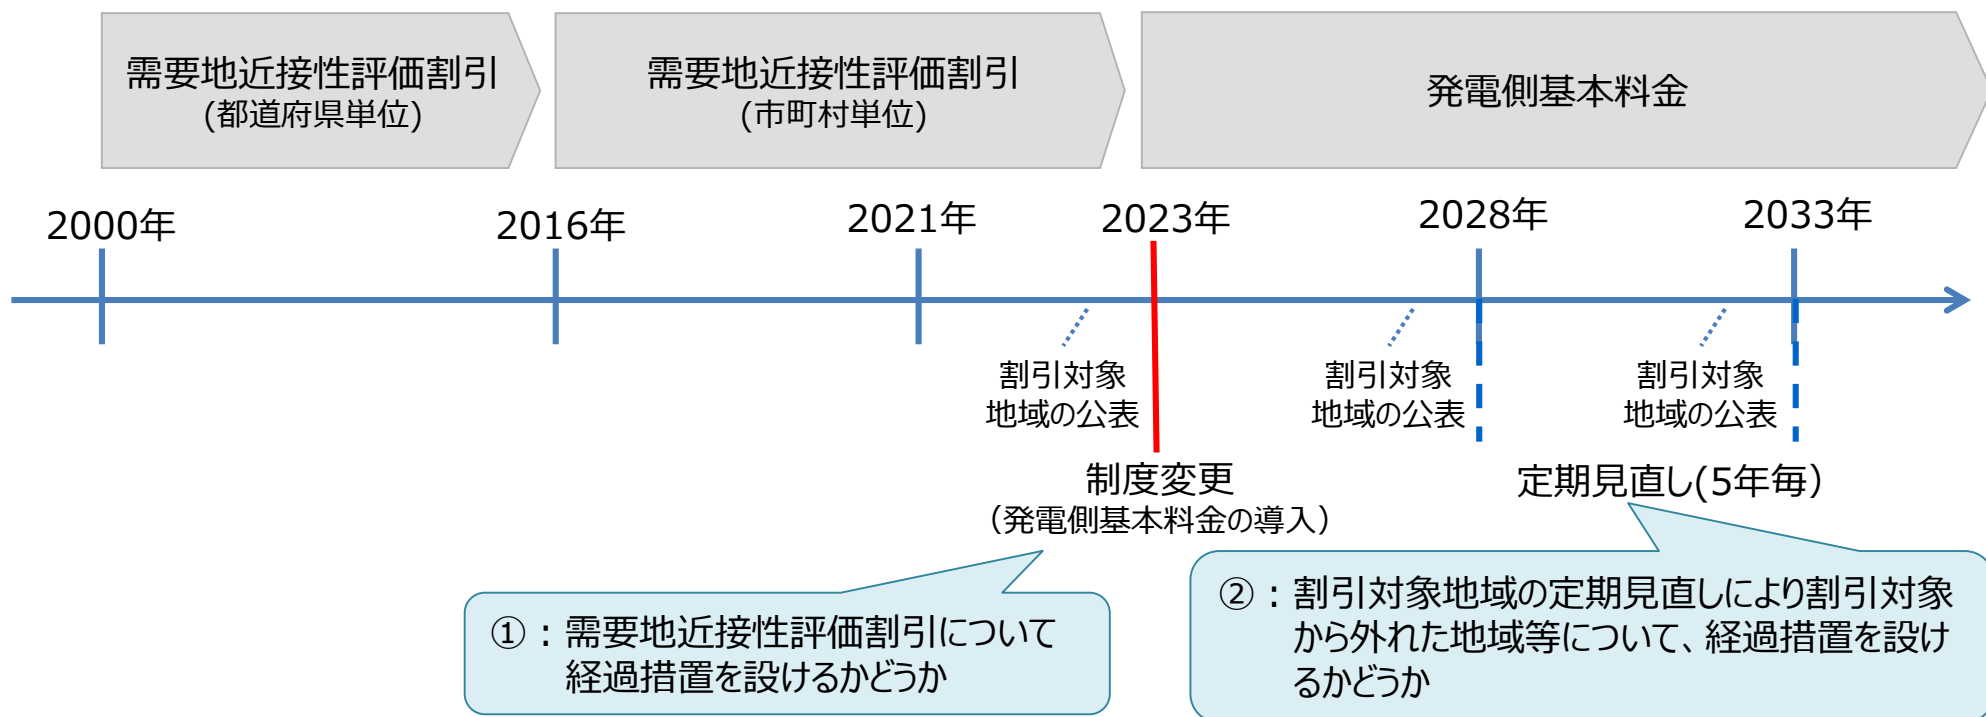 需要地近接性評価割引
(都道府県単位)
需要地近接性評価割引
(市町村単位)
発電側基本料金
2000年
2016年
2021年
2023年
2028年
2033年
割引対象
地域の公表
割引対象
地域の公表
割引対象
地域の公表
制度変更
（発電側基本料金の導入）
定期見直し(5年毎）
①：需要地近接性評価割引について
経過措置を設けるかどうか
②：割引対象地域の定期見直しにより割引対象
から外れた地域等について、経過措置を設け
るかどうか